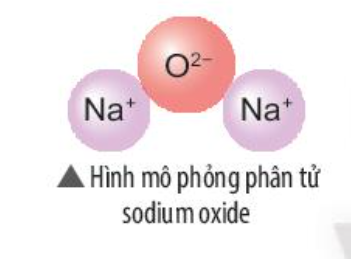 O²⁻
Na⁺ Na⁺
▲ Hình mô phỏng phân tử
sodium oxide